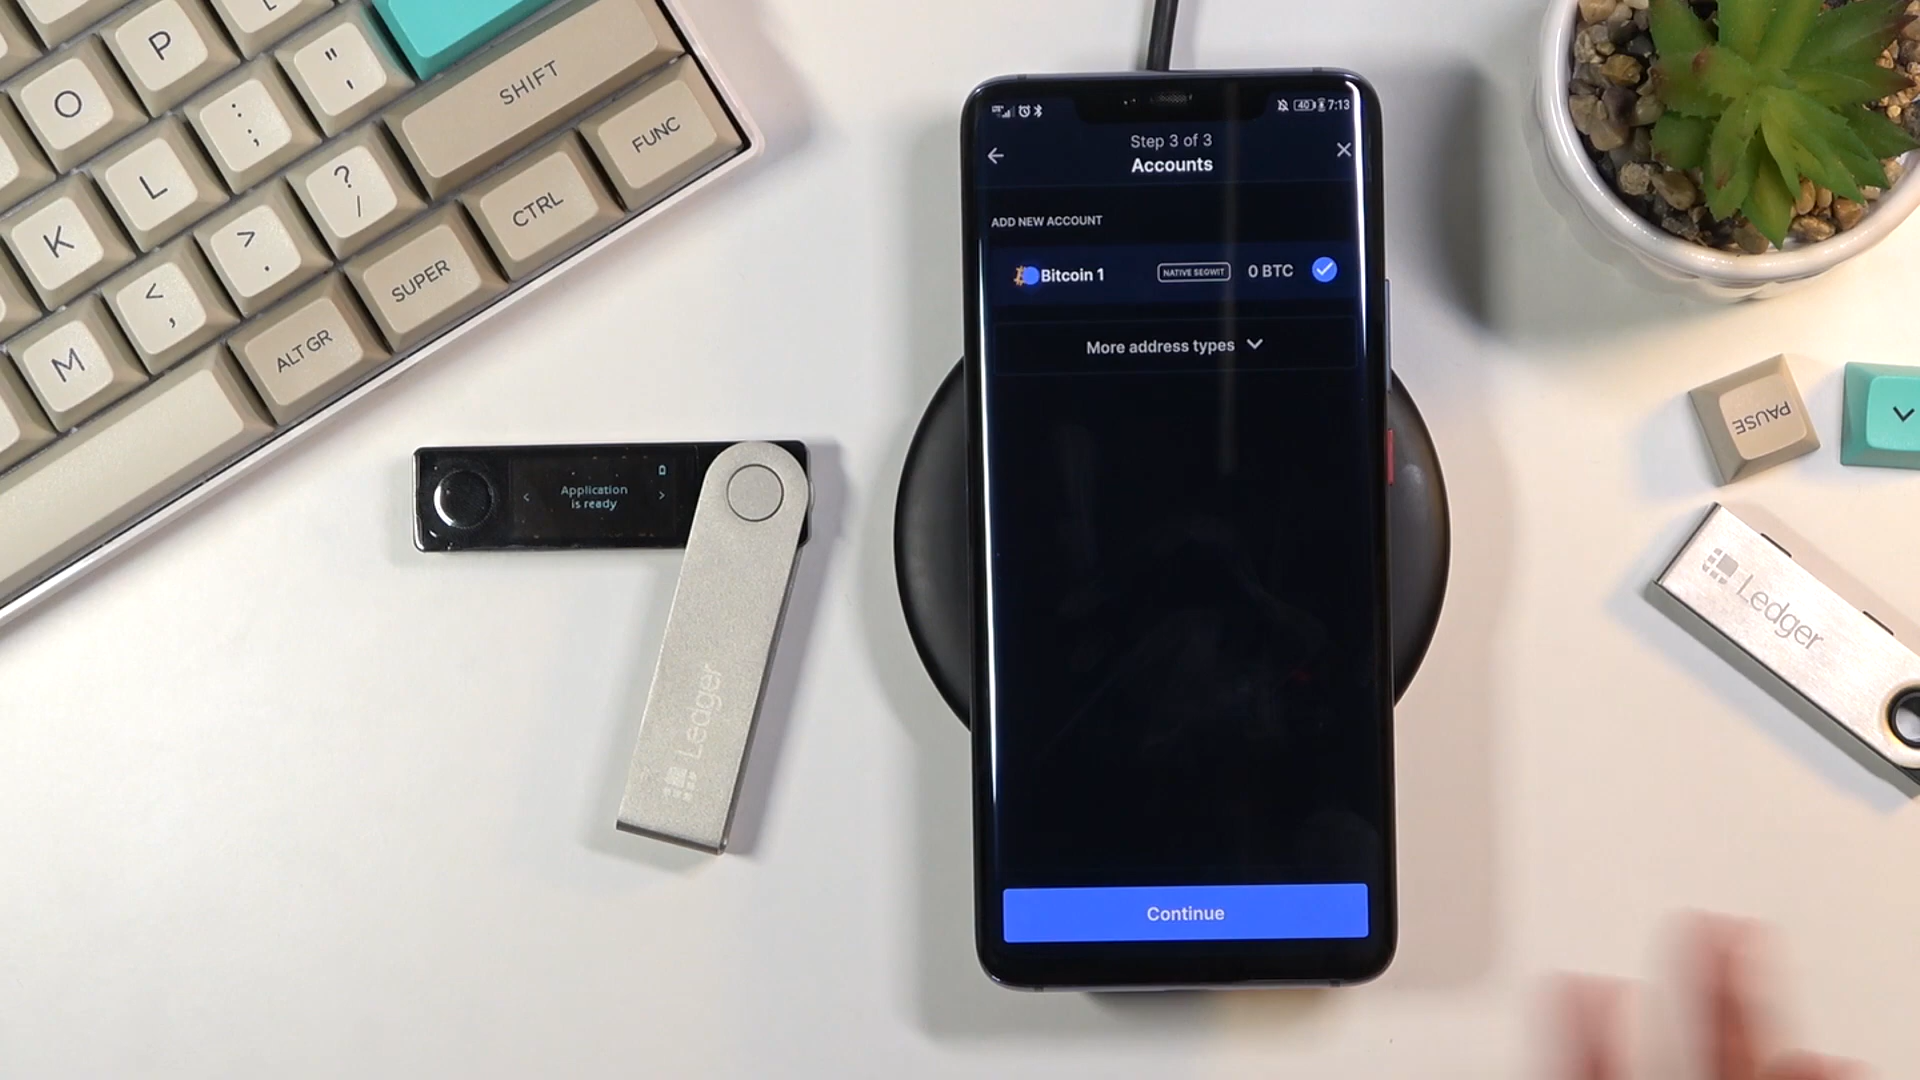 P
O
" ,
SHIFT
: ;
FUNC
L
? /
CTRL
K
> .
SUPER
< ,
ALT GR
M
40
7:13
Step 3 of 3
Accounts
ADD NEW ACCOUNT
Bitcoin 1
NATIVE SEGWIT
0 BTC
More address types
Continue
Application
is ready
Ledger
PAUSE
Ledger